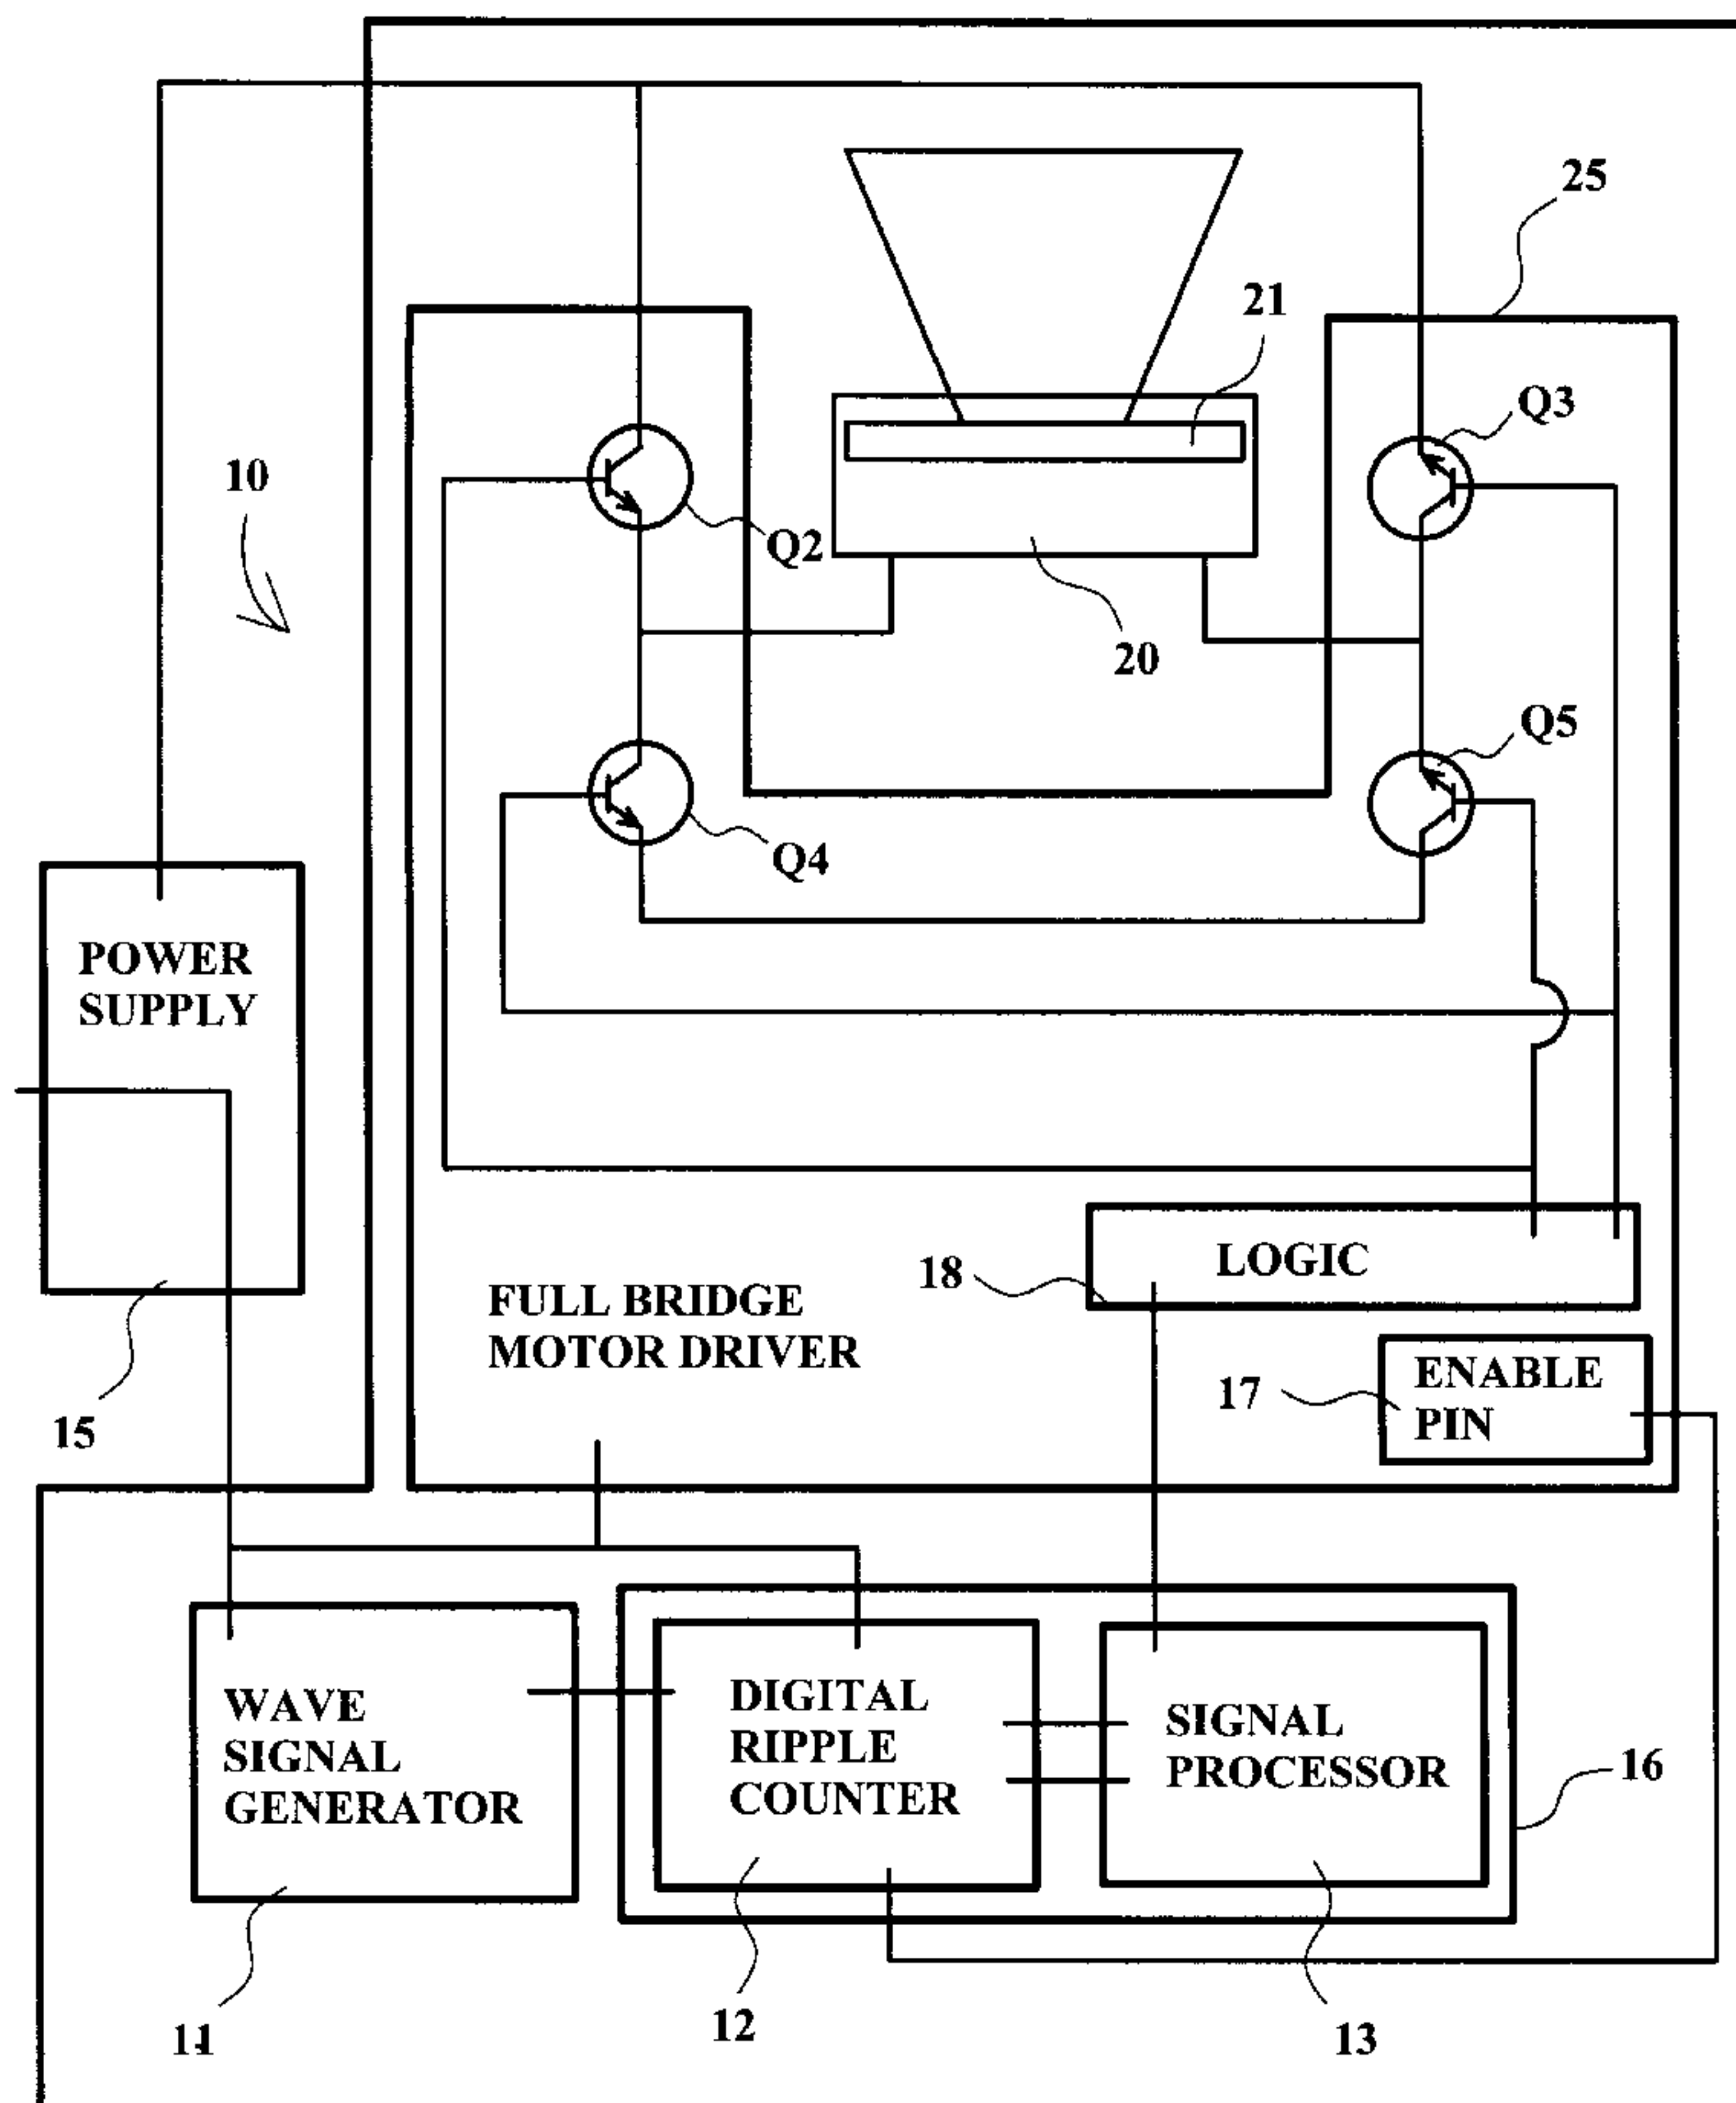 25
21
Q3
10
Q2
20
Q5
Q4
POWER
SUPPLY
LOGIC
18
FULL BRIDGE
MOTOR DRIVER
ENABLE
PIN
17
15
WAVE
SIGNAL
GENERATOR
DIGITAL
RIPPLE
COUNTER
SIGNAL
PROCESSOR
16
11
12
13